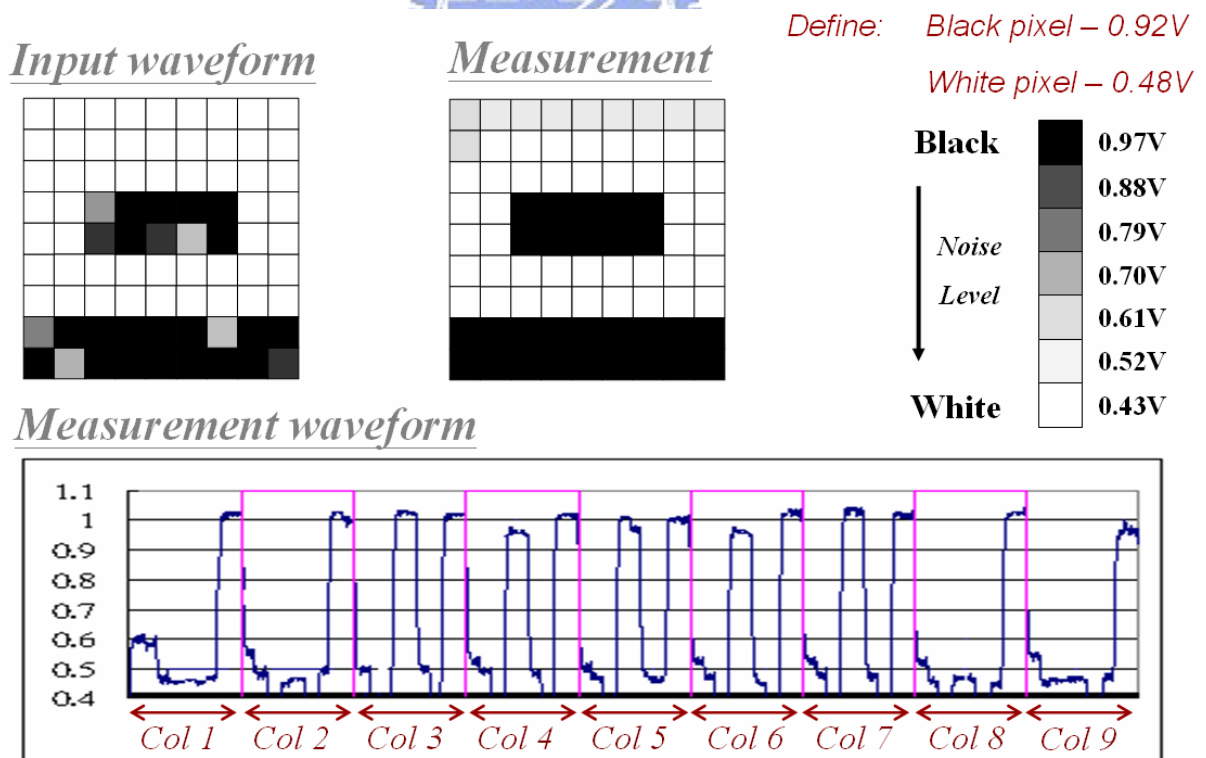 Define: Black pixel – 0.92V
White pixel – 0.48V
Input waveform
Measurement
Black
Noise
Level
White
0.97V
0.88V
0.79V
0.70V
0.61V
0.52V
0.43V
Measurement waveform
1.1
1
0.9
0.8
0.7
0.6
0.5
0.4
Col 1 Col 2 Col 3 Col 4 Col 5 Col 6 Col 7 Col 8 Col 9